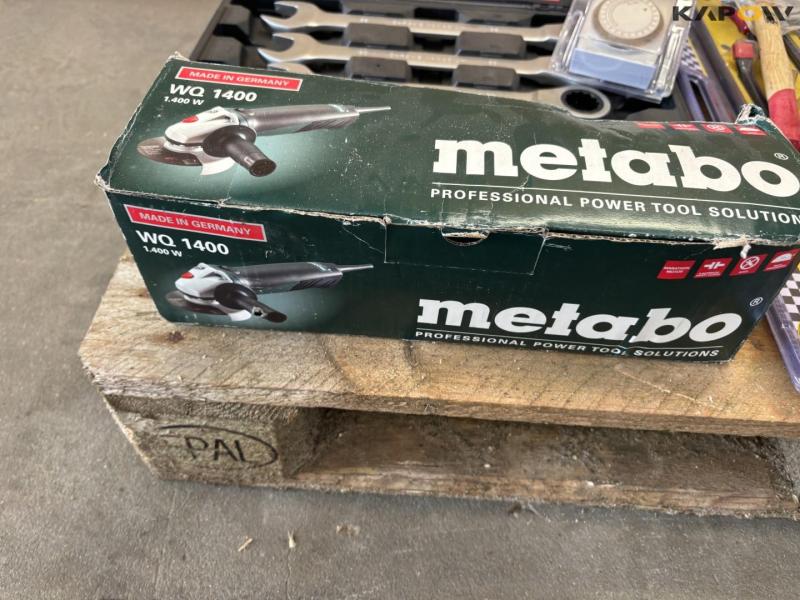 KAPOW
MADE IN GERMANY
WQ 1400
1.400 W
metabo®
PROFESSIONAL POWER TOOL SOLUTION
MADE IN GERMANY
WQ 1400
1.400 W
metabo®
PROFESSIONAL POWER TOOL SOLUTIONS
PAL